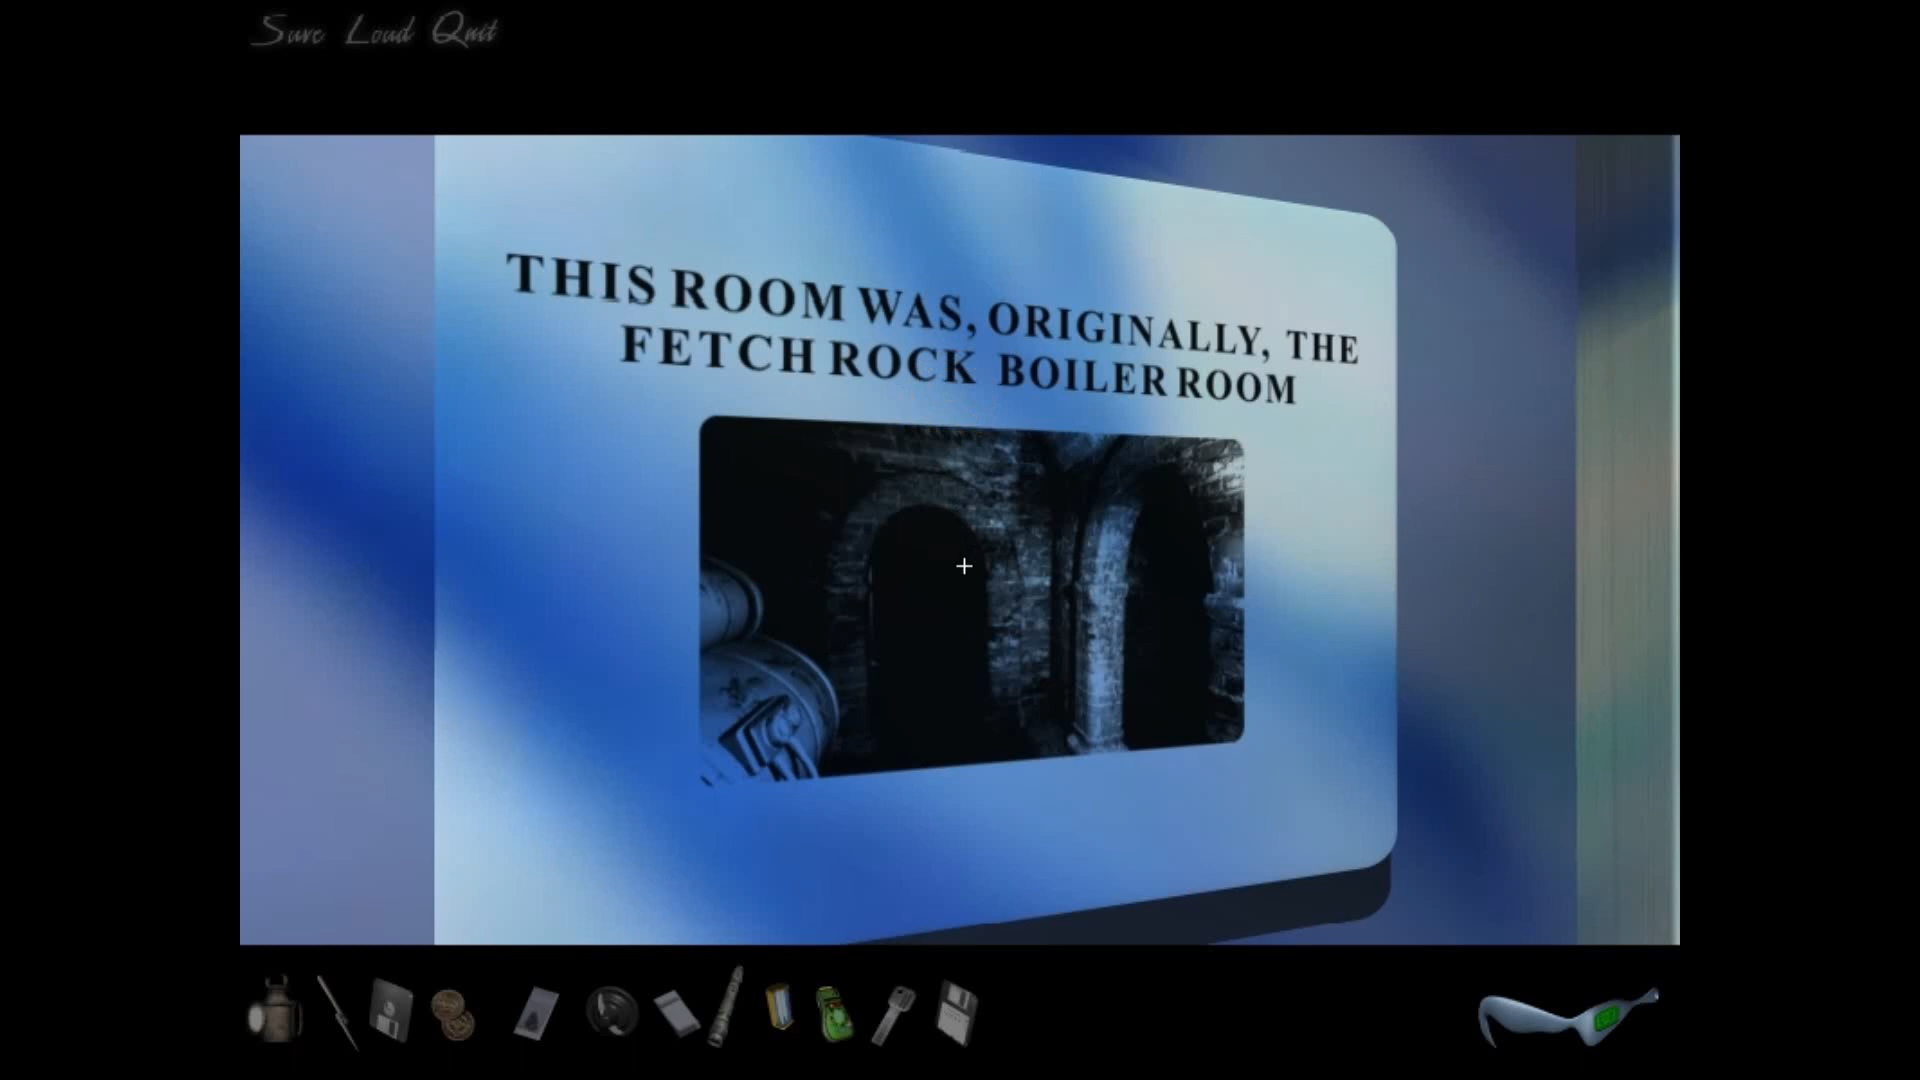 Save Load Quit
THIS ROOM WAS, ORIGINALLY, THE
FETCH ROCK BOILER ROOM